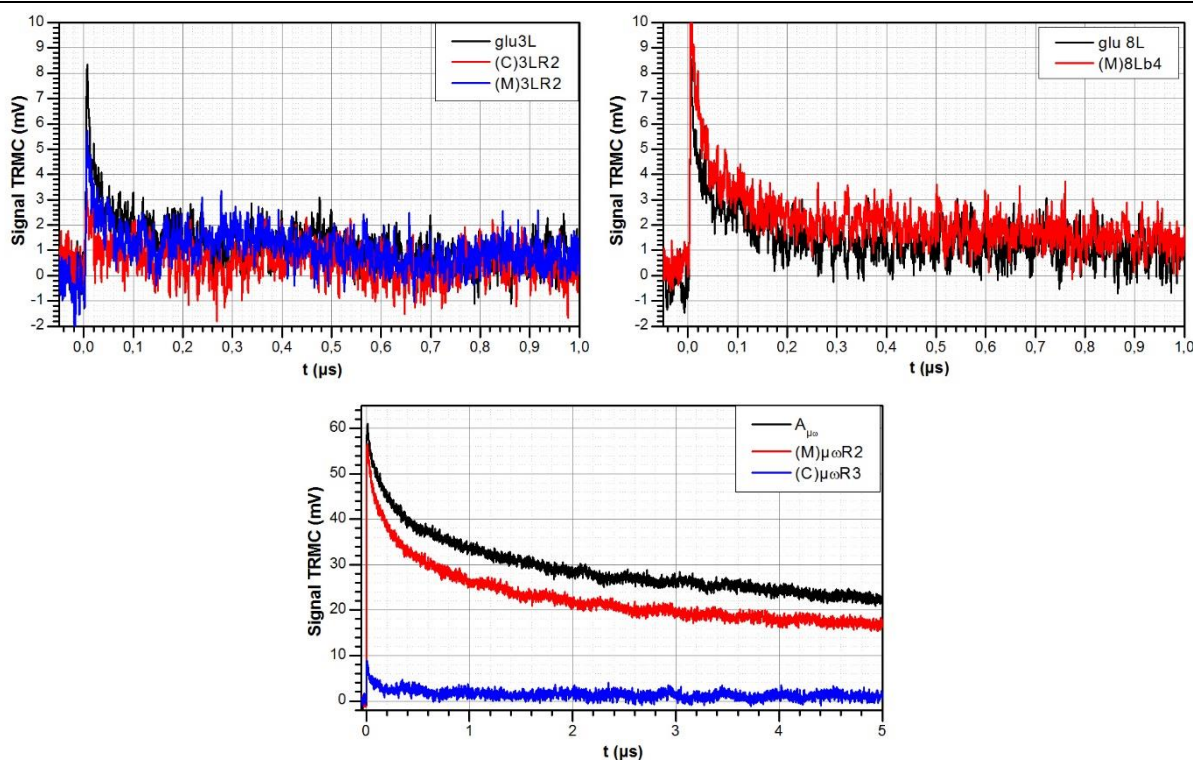 Signal TRMC (mV)
10
9
8
7
6
5
4
3
2
1
0
-1
-2
glu3L
(C)3LR2
(M)3LR2
0,0 0,1 0,2 0,3 0,4 0,5 0,6 0,7 0,8 0,9 1,0
t (µs)
Signal TRMC (mV)
10
9
8
7
6
5
4
3
2
1
0
-1
-2
glu 8L
(M)8Lb4
0,0 0,1 0,2 0,3 0,4 0,5 0,6 0,7 0,8 0,9 1,0
t (µs)
Signal TRMC (mV)
60
50
40
30
20
10
0
Aμω
(M)μωR2
(C)μωR3
0 1 2 3 4 5
t (µs)